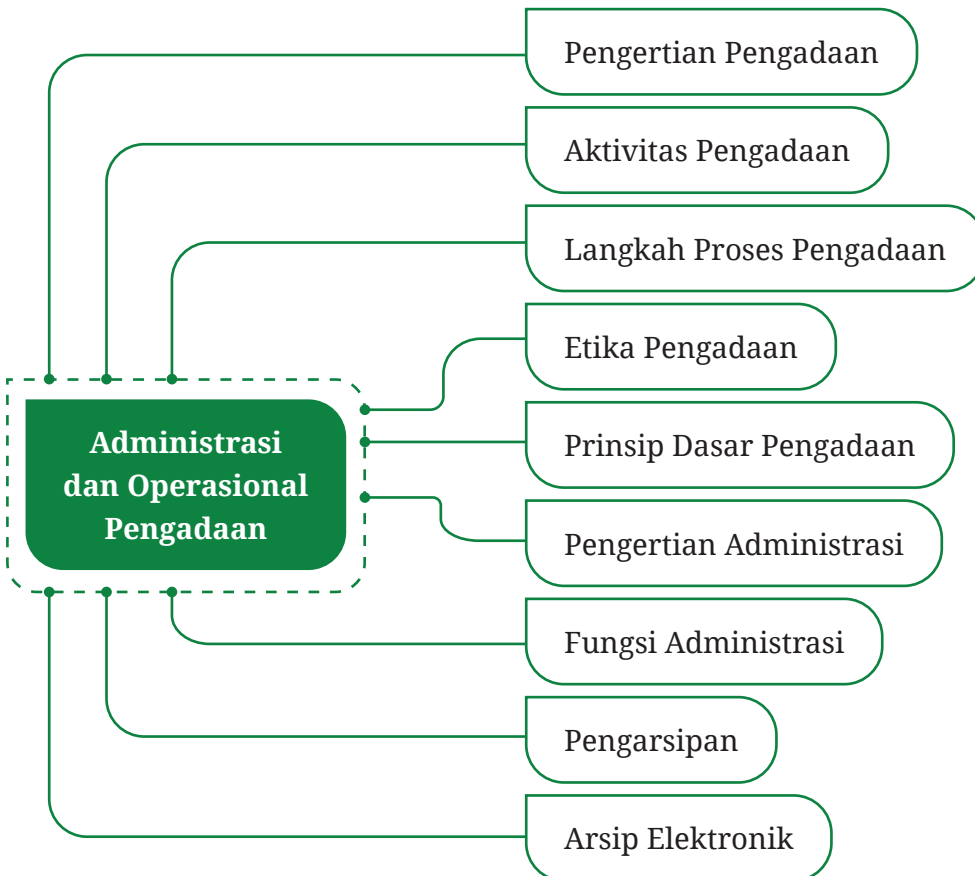 Pengertian Pengadaan
Aktivitas Pengadaan
Langkah Proses Pengadaan
Etika Pengadaan
Administrasi
dan Operasional
Pengadaan
Prinsip Dasar Pengadaan
Pengertian Administrasi
Fungsi Administrasi
Pengarsipan
Arsip Elektronik